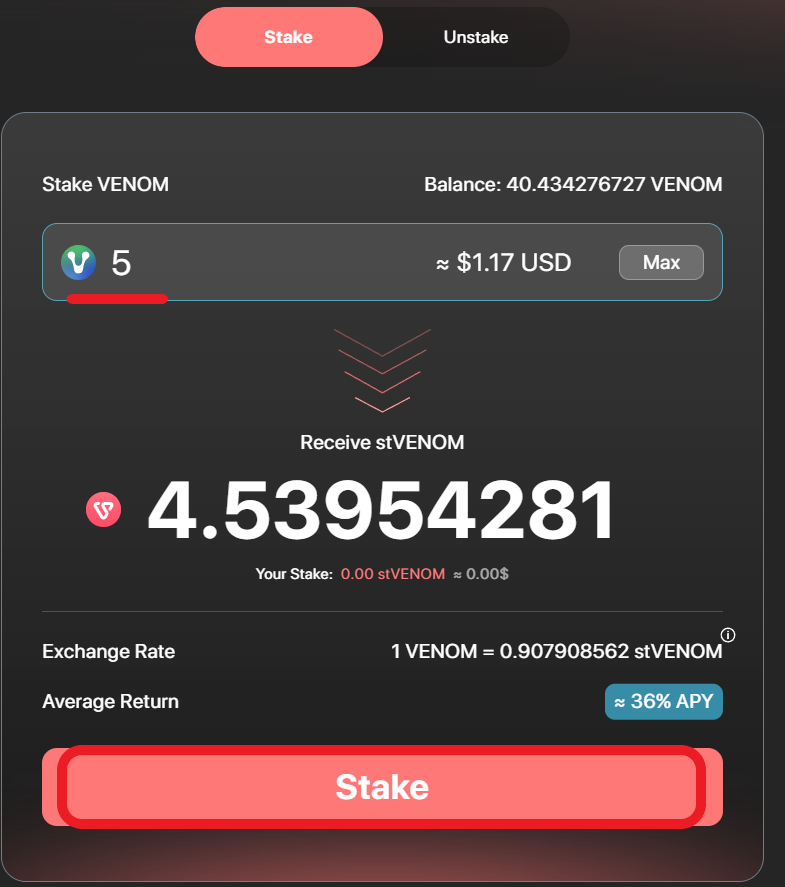 Stake Unstake
Stake VENOM Balance: 40.434276727 VENOM
5 ≈ $1.17 USD Max
Receive stVENOM
4.53954281
Your Stake: 0.00 stVENOM ≈ 0.00$
Exchange Rate 1 VENOM = 0.907908562 stVENOM
Average Return ≈ 36% APY
Stake